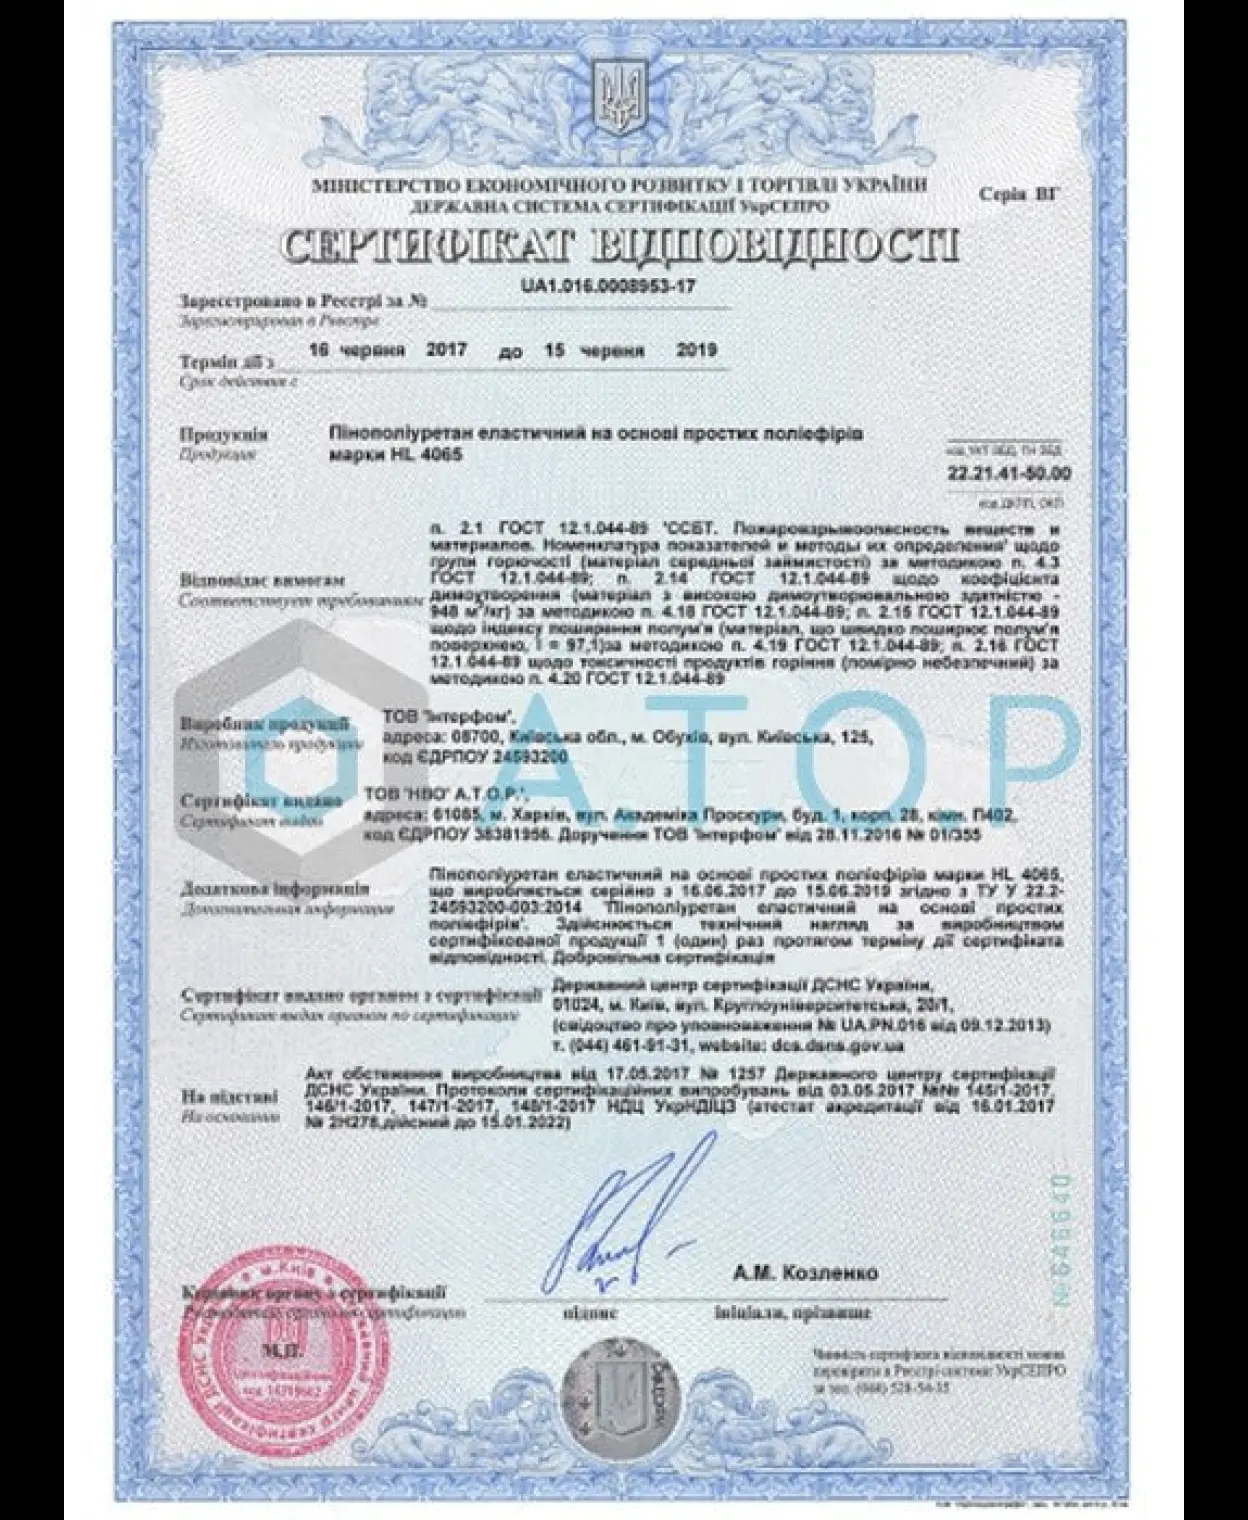 МІНІСТЕРСТВО ЕКОНОМІЧНОГО РОЗВИТКУ І ТОРГІВЛІ УКРАЇНИ
ДЕРЖАВНА СИСТЕМА СЕРТИФІКАЦІЇ УкрСЕПРО
Серія ВГ
СЕРТИФІКАТ ВІДПОВІДНОСТІ
UA1.016.0008953-17
Зареєстровано в Реєстрі за №
Зарегистрирован в Реестре
Термін дії з 16 червня 2017 до 15 червня 2019
Срок действия с
Продукція
Продукция
Пінополіуретан еластичний на основі простих поліефірів
марки HL 4065
код УКТ ЗЕД, ТН ЗЕД
22.21.41-50.00
код ДКПП, ОКП
Відповідає вимогам
Соответствует требованиям
п. 2.1 ГОСТ 12.1.044-89 "ССБТ. Пожаровзрывоопасность веществ и
материалов. Номенклатура показателей и методы их определения" щодо
групи горючості (матеріал середньої займистості) за методикою п. 4.3
ГОСТ 12.1.044-89; п. 2.14 ГОСТ 12.1.044-89 щодо коефіцієнта
димоутворення (матеріал з високою димоутворювальною здатністю -
948 м²/кг) за методикою п. 4.18 ГОСТ 12.1.044-89; п. 2.15 ГОСТ 12.1.044-89
щодо індексу поширення полум'я (матеріал, що швидко поширює полум'я
поверхнею, І = 97,1)за методикою п. 4.19 ГОСТ 12.1.044-89; п. 2.16 ГОСТ
12.1.044-89 щодо токсичності продуктів горіння (помірно небезпечний) за
методикою п. 4.20 ГОСТ 12.1.044-89
А.Т.О.Р
Виробник продукції
Изготовитель продукции
ТОВ "Інтерфом",
адреса: 08700, Київська обл., м. Обухів, вул. Київська, 125,
код ЄДРПОУ 24593200
Сертифікат видано
Сертификат выдан
ТОВ "НВО" А.Т.О.Р.",
адреса: 61085, м. Харків, вул. Академіка Проскури, буд. 1, корп. 28, кімн. П402,
код ЄДРПОУ 38381956. Доручення ТОВ "Інтерфом" від 28.11.2016 № 01/355
Додаткова інформація
Дополнительная информация
Пінополіуретан еластичний на основі простих поліефірів марки HL 4065,
що виробляється серійно з 16.06.2017 до 15.06.2019 згідно з ТУ У 22.2-
24593200-003:2014 "Пінополіуретан еластичний на основі простих
поліефірів". Здійснюється технічний нагляд за виробництвом
сертифікованої продукції 1 (один) раз протягом терміну дії сертифіката
відповідності. Добровільна сертифікація
Сертифікат видано органом з сертифікації
Сертификат выдан органом по сертификации
Державний центр сертифікації ДСНС України,
01024, м. Київ, вул. Круглоуніверситетська, 20/1,
(свідоцтво про уповноваження № UA.PN.016 від 09.12.2013)
т. (044) 461-91-31, website: dcs.dsns.gov.ua
На підставі
На основании
Акт обстеження виробництва від 17.05.2017 № 1257 Державного центру сертифікації
ДСНС України. Протоколи сертифікаційних випробувань від 03.05.2017 №№ 145/1-2017,
146/1-2017, 147/1-2017, 148/1-2017 НДЦ УкрНДІЦЗ (атестат акредитації від 16.01.2017
№ 2Н278,дійсний до 15.01.2022)
№646640
А.М. Козленко
Керівник органу з сертифікації
Руководитель органа по сертификации
підпис
ініціали, прізвище
М.П.
Чинність сертифіката відповідності можна
перевірити в Реєстрі системи УкрСЕПРО
за тел. (044) 528-54-35